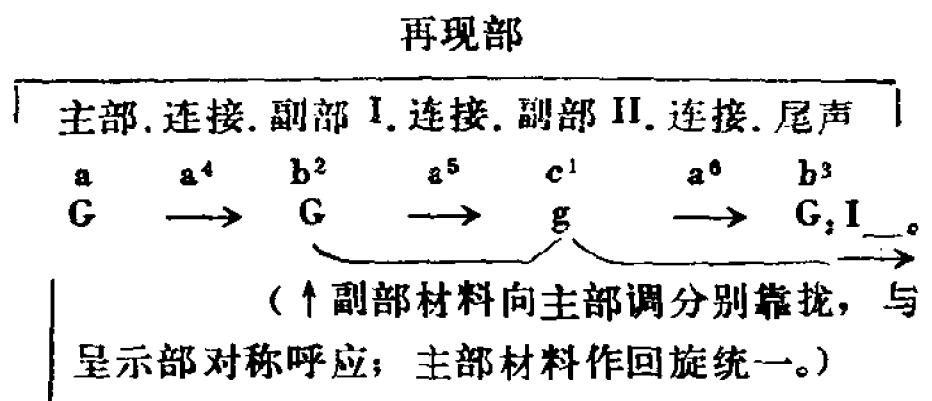 再现部
主部.连接.副部 I.连接.副部 II.连接.尾声
a a⁴ b² a⁵ c¹ a⁶ b³
G → G → g → G：I__。
→
（↑副部材料向主部调分别靠拢，与
呈示部对称呼应；主部材料作回旋统一。）